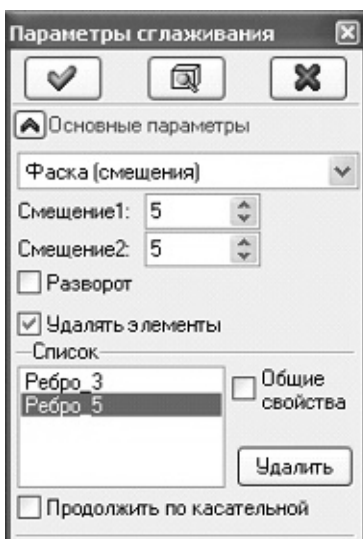 Параметры сглаживания
Основные параметры
Фаска (смещения)
Смещение1: 5
Смещение2: 5
Разворот
Удалять элементы
Список
Ребро_3
Ребро_5
Общие
свойства
Удалить
Продолжить по касательной